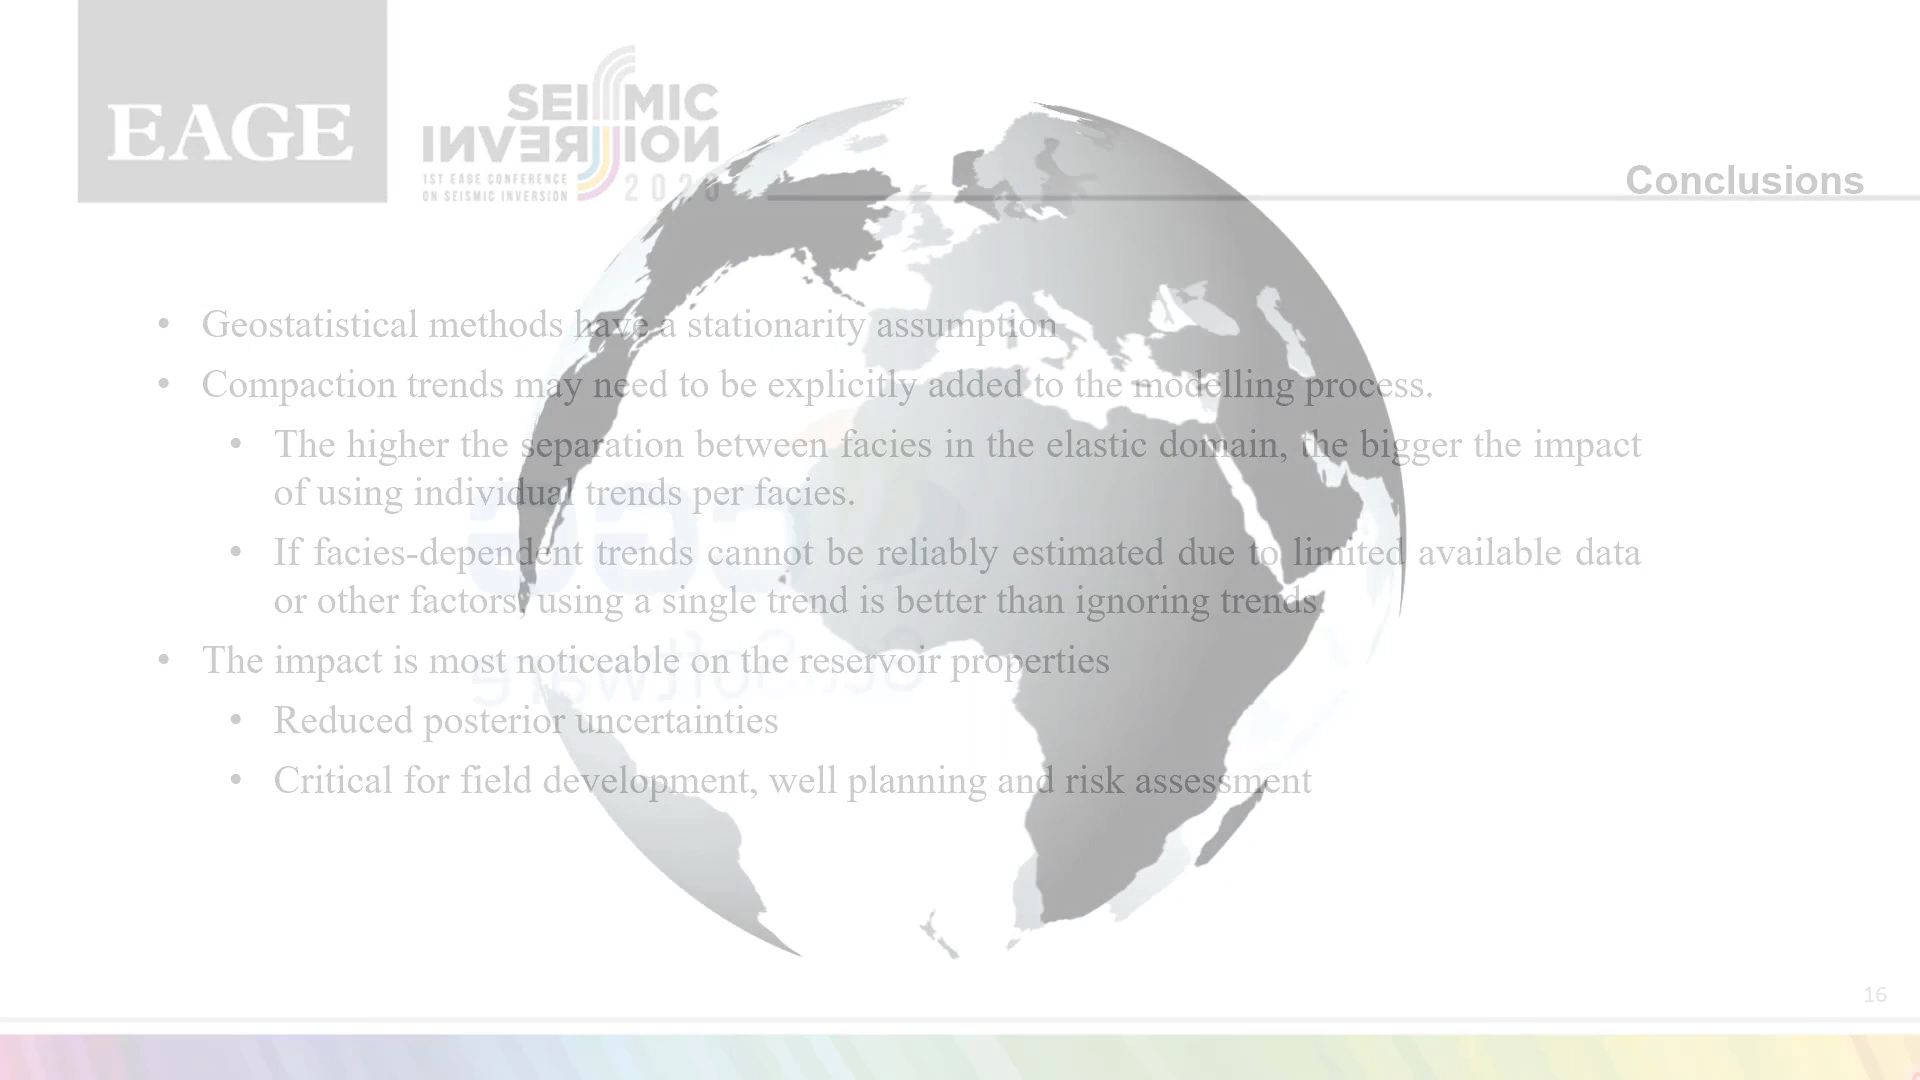 EAGE
SEISMIC
INVERSION
1ST EAGE CONFERENCE
ON SEISMIC INVERSION
2020
Conclusions
• Geostatistical methods have a stationarity assumption
• Compaction trends may need to be explicitly added to the modelling process.
• The higher the separation between facies in the elastic domain, the bigger the impact
of using individual trends per facies.
• If facies-dependent trends cannot be reliably estimated due to limited available data
or other factors, using a single trend is better than ignoring trends.
• The impact is most noticeable on the reservoir properties
• Reduced posterior uncertainties
• Critical for field development, well planning and risk assessment
16